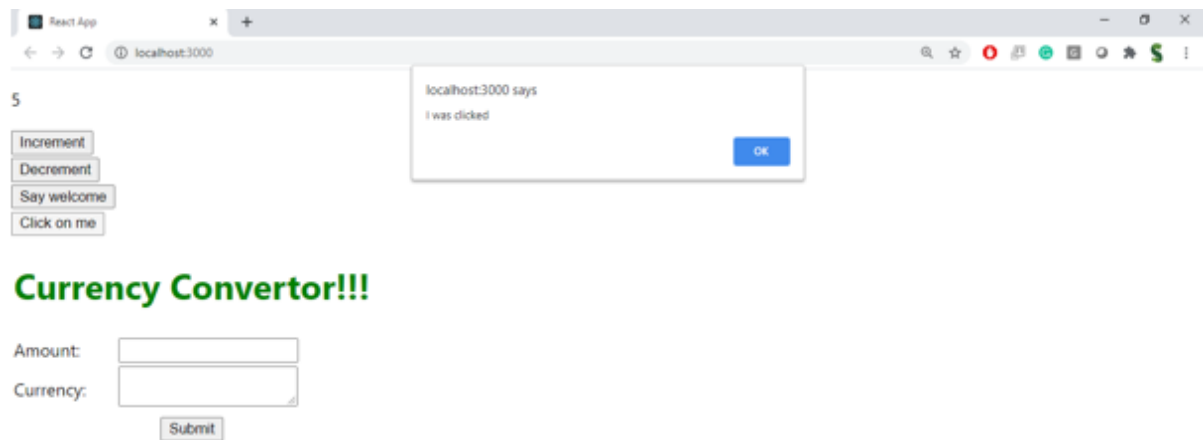 React App
localhost:3000
localhost:3000 says
I was clicked
OK
5
Increment
Decrement
Say welcome
Click on me
Currency Convertor!!!
Amount:
Currency:
Submit